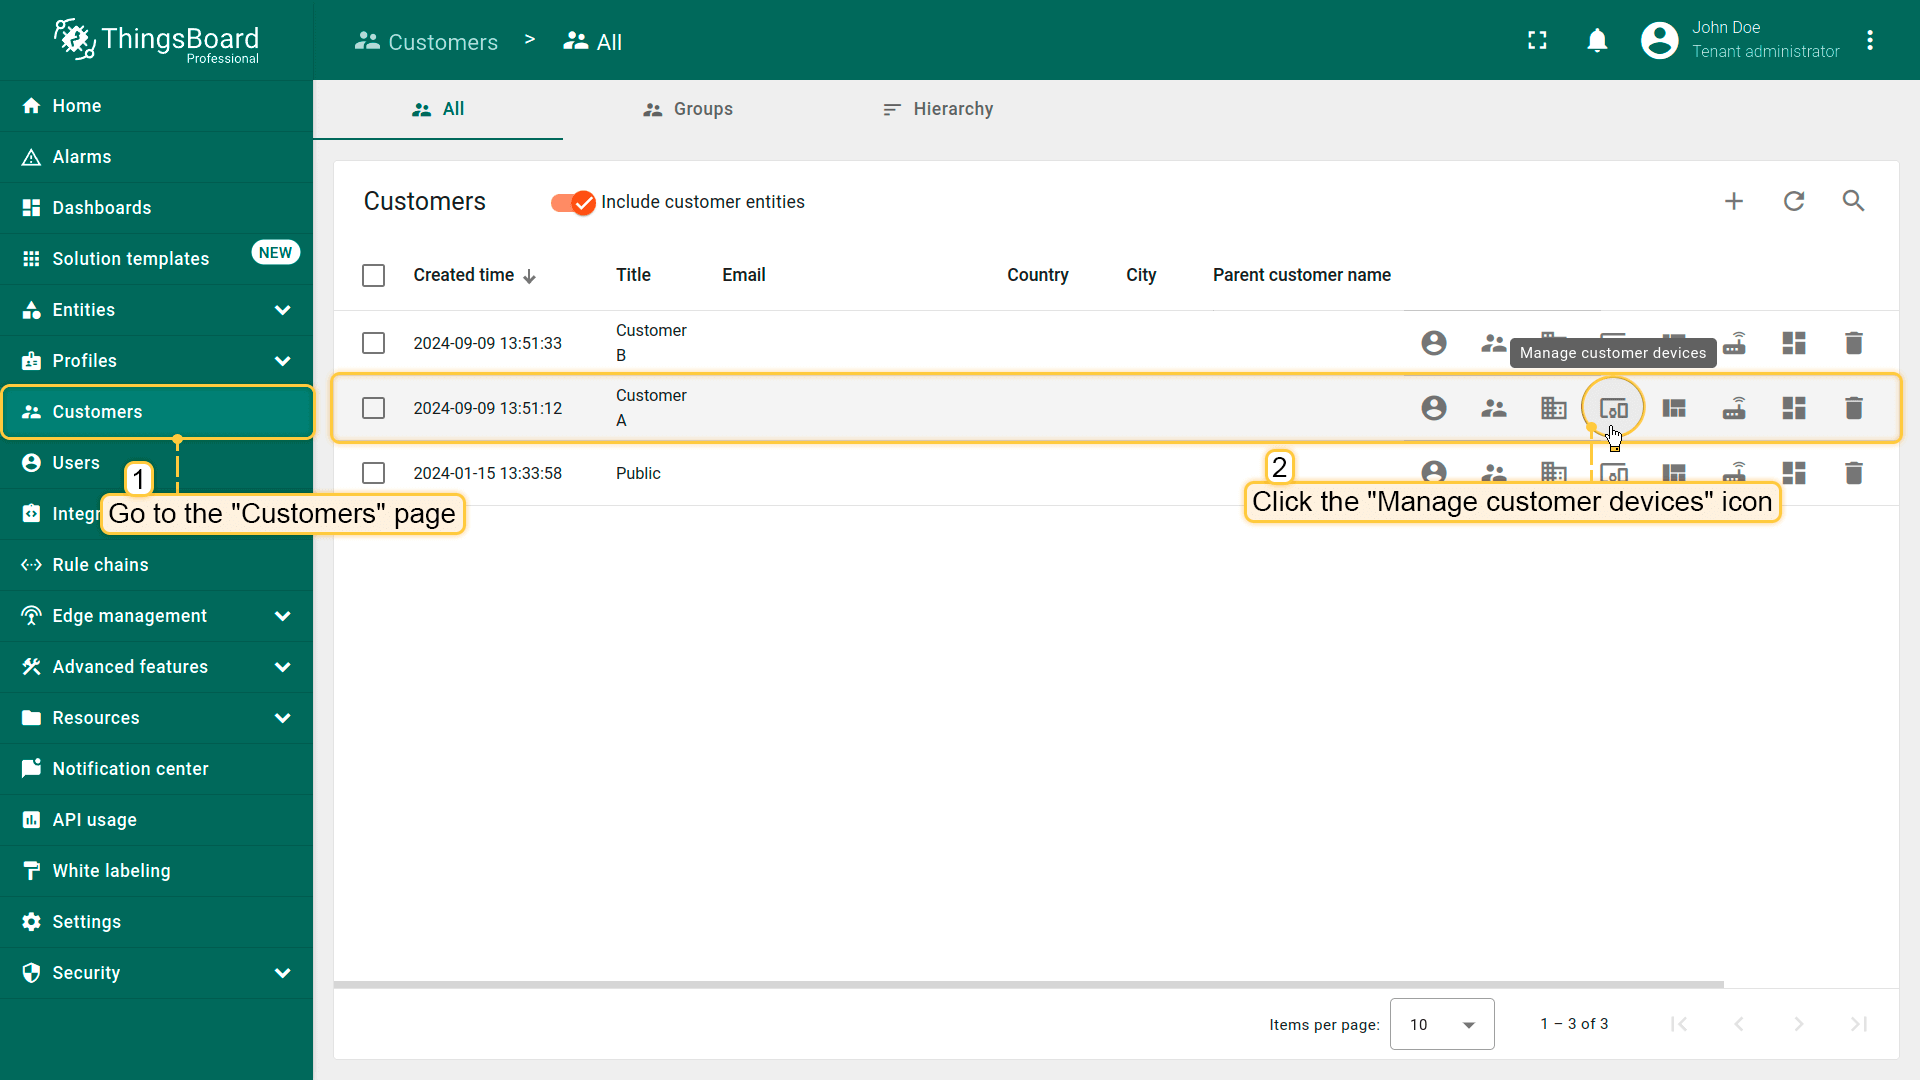 ThingsBoard
Professional
Customers > All
John Doe
Tenant administrator
Home
Alarms
Dashboards
Solution templates NEW
Entities
Profiles
Customers
Users
Integr
Rule chains
Edge management
Advanced features
Resources
Notification center
API usage
White labeling
Settings
Security
1
Go to the "Customers" page
All Groups Hierarchy
Customers Include customer entities
Created time Title Email Country City Parent customer name
2024-09-09 13:51:33 Customer
B
Manage customer devices
2024-09-09 13:51:12 Customer
A
2024-01-15 13:33:58 Public
2
Click the "Manage customer devices" icon
Items per page: 10 1 – 3 of 3